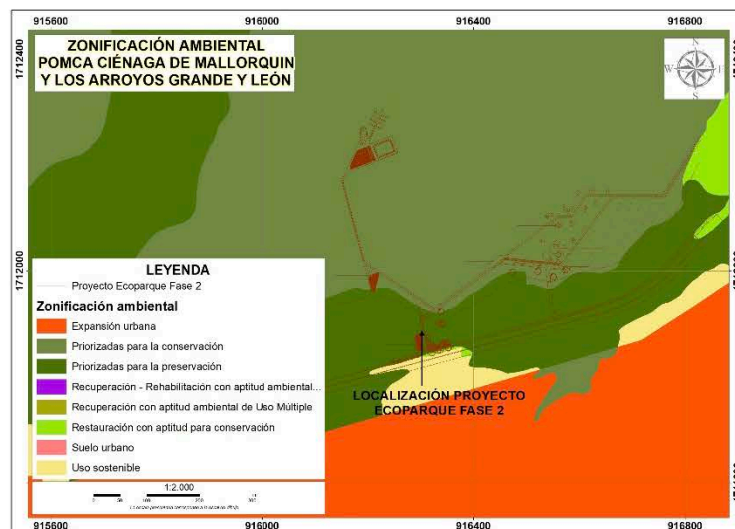 915600 916000 916400 916800
1712400
ZONIFICACIÓN AMBIENTAL
POMCA CIÉNAGA DE MALLORQUIN
Y LOS ARROYOS GRANDE Y LEÓN
N
W
S
1712000
LEYENDA
Proyecto Ecoparque Fase 2
Zonificación ambiental
Expansión urbana
Priorizadas para la conservación
Priorizadas para la preservación
Recuperación - Rehabilitación con aptitud ambiental...
Recuperación con aptitud ambiental de Uso Múltiple
Restauración con aptitud para conservación
Suelo urbano
Uso sostenible
1:2.000
LOCALIZACIÓN PROYECTO
ECOPARQUE FASE 2
915600 916000 916400 916800